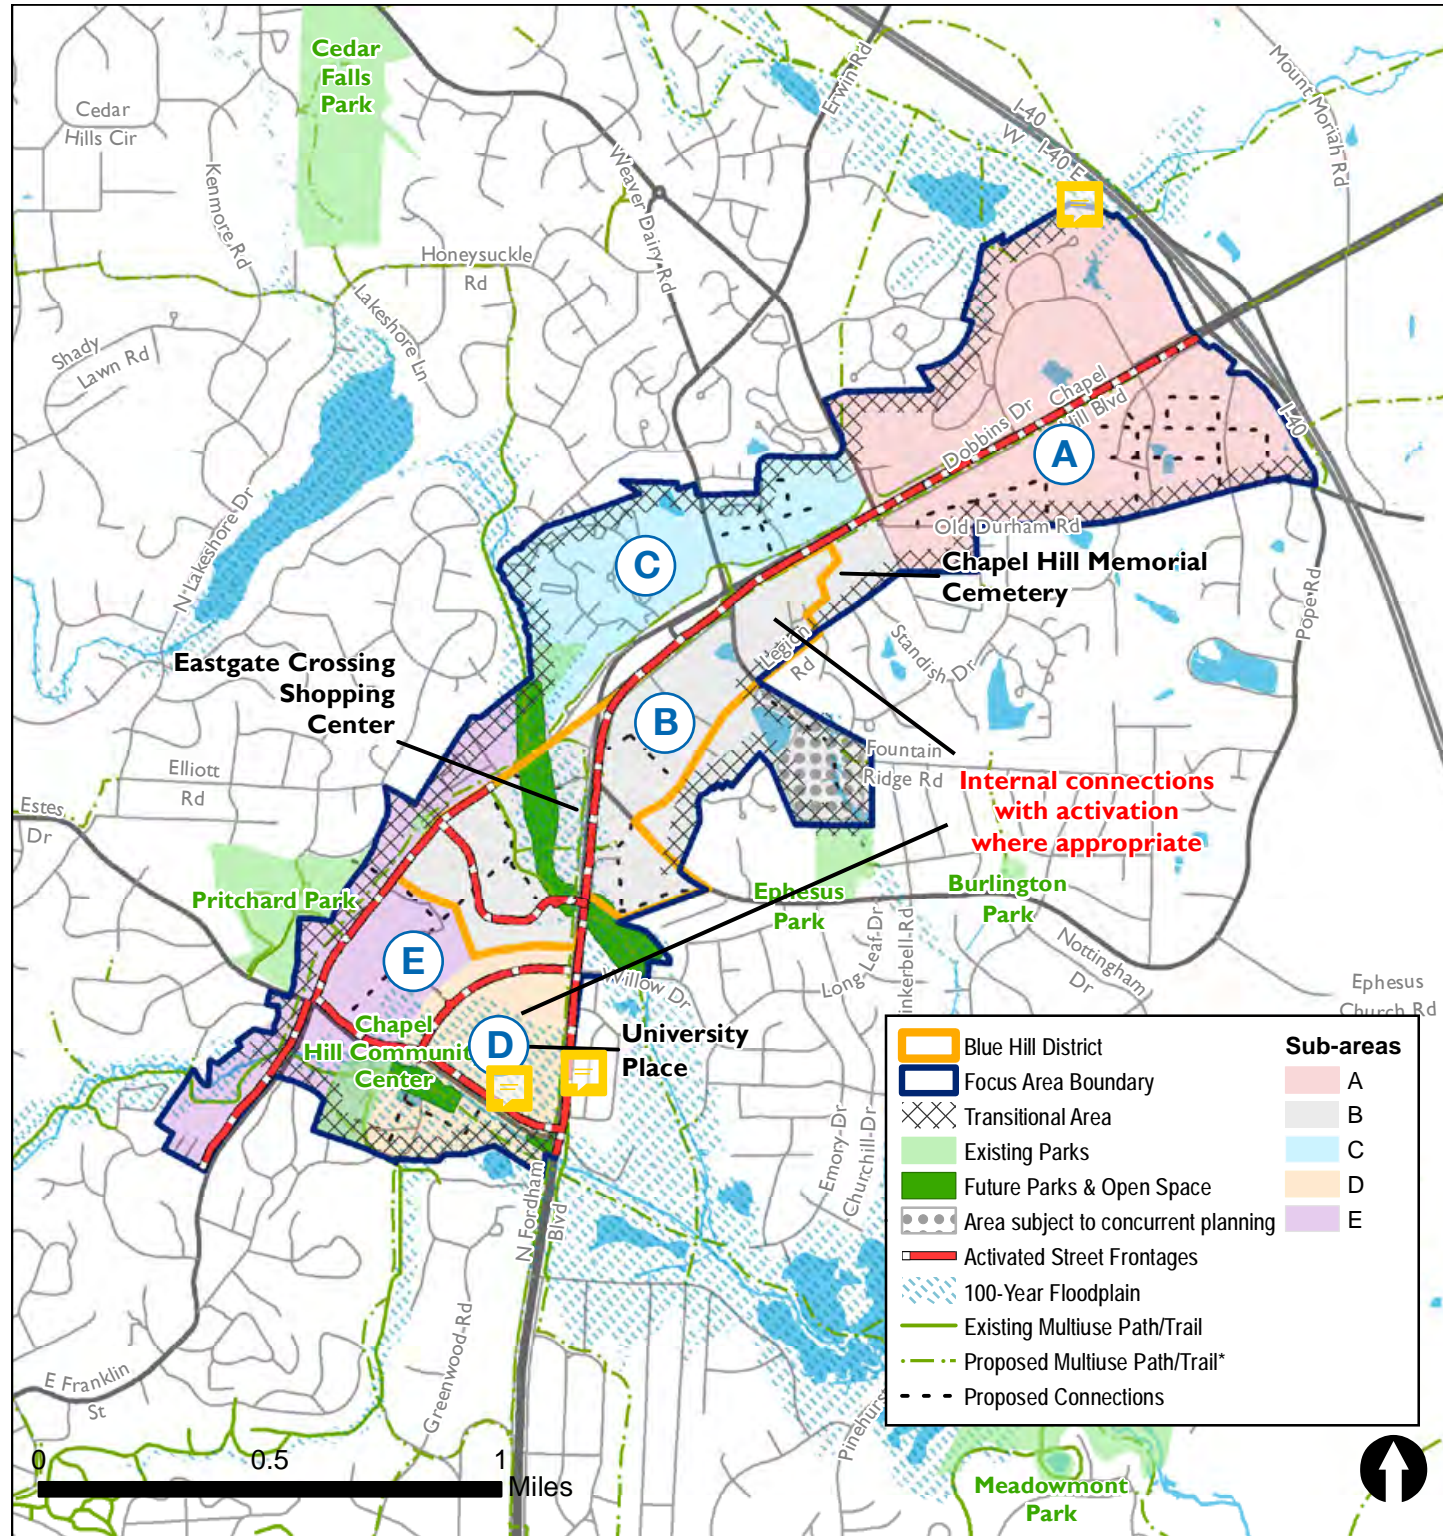 Cedar
Falls
Park
Cedar
Hills Cir
Kenmore Rd
Weaver Dairy Rd
Erwin Rd
I-40
W
I-40 E
Mount Moriah Rd
Honeysuckle
Rd
Lakeshore Ln
Shady
Lawn Rd
N Lakeshore Dr
Dobbins Dr
Chapel
Hill Blvd
I-40
A
Old Durham Rd
C
Chapel Hill Memorial
Cemetery
Pope Rd
Standish Dr
Legion
Rd
Eastgate Crossing
Shopping
Center
B
Fountain
Ridge Rd
Elliott
Rd
Estes
Dr
Internal connections
with activation
where appropriate
Pritchard Park
Ephesus
Park
Burlington
Park
E
Long Leaf Dr
inkerbell Rd
Nottingham
Dr
Ephesus
Church Rd
Willow Dr
Chapel
Hill Communit
Center
D
University
Place
Emory Dr
Churchill Dr
N Fordham
Blvd
Greenwood Rd
E Franklin
St
Pinehurst
Blue Hill District
Focus Area Boundary
Transitional Area
Existing Parks
Future Parks & Open Space
Area subject to concurrent planning
Activated Street Frontages
100-Year Floodplain
Existing Multiuse Path/Trail
Proposed Multiuse Path/Trail*
Proposed Connections
Sub-areas
A
B
C
D
E
0 0.5 1
Miles
Meadowmont
Park